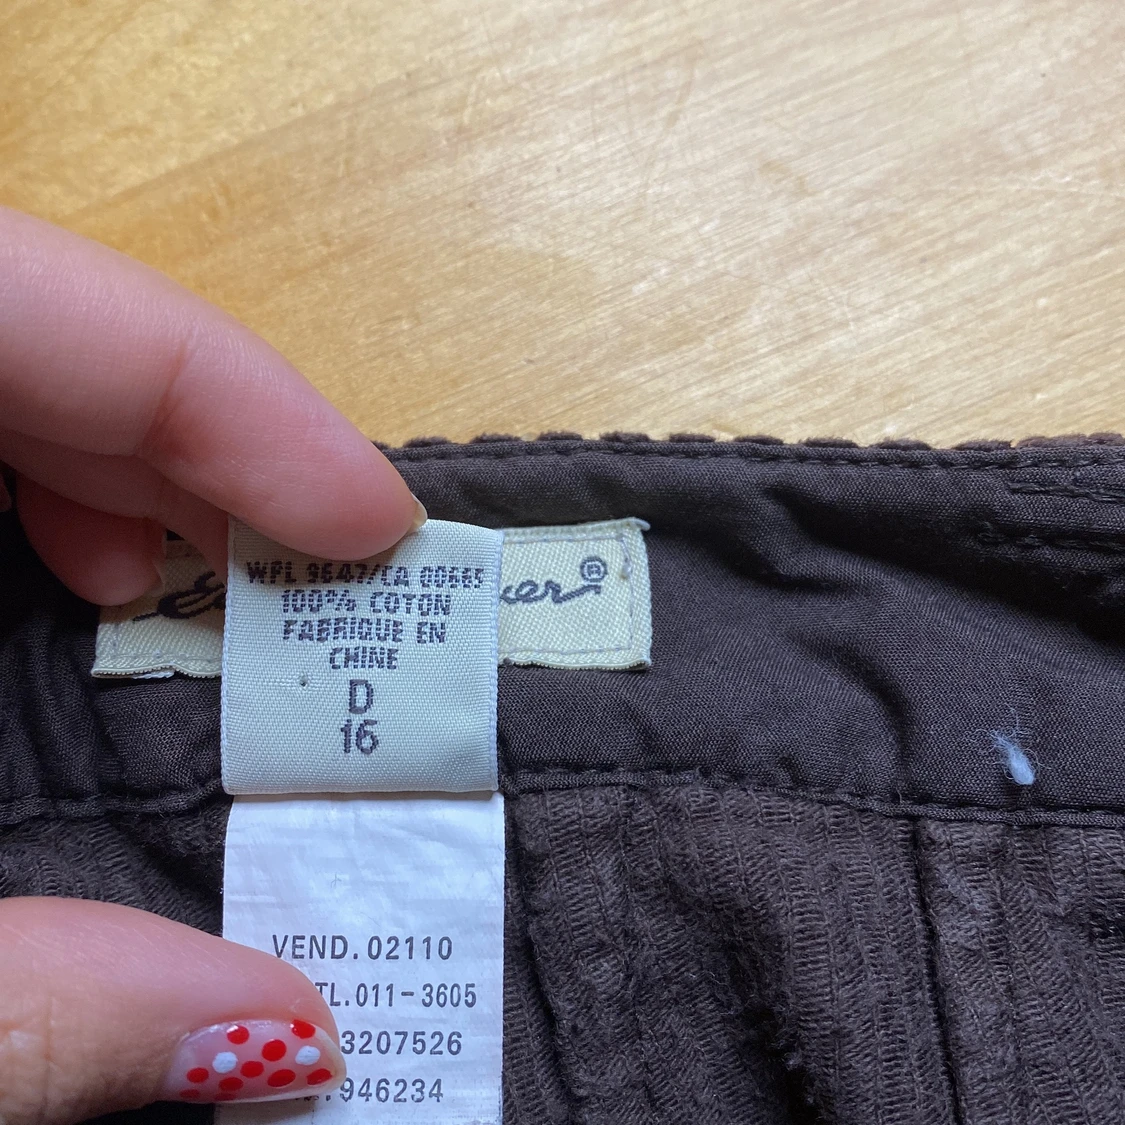 WPL 9647/CA 00665
100% COTON
FABRIQUE EN
CHINE
D
16
®
VEND.02110
TL.011-3605
3207526
.946234